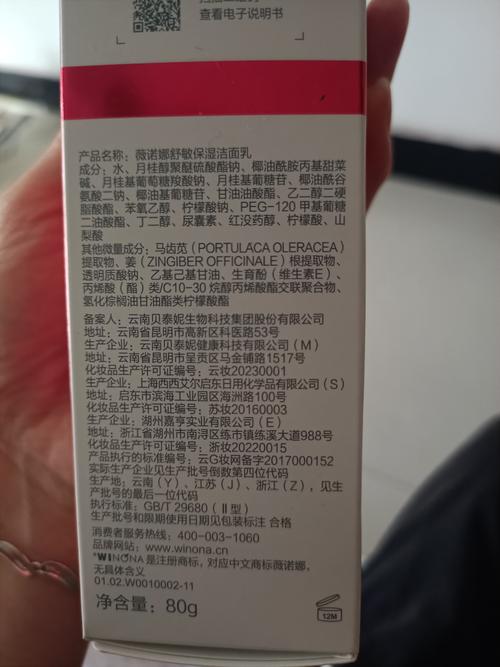 查看电子说明书
产品名称：薇诺娜舒敏保湿洁面乳
成分：水、月桂醇聚醚硫酸酯钠、椰油酰胺丙基甜菜
碱、月桂基葡萄糖羧酸钠、月桂基葡糖苷、椰油酰谷
氨酸二钠、椰油基葡糖苷、甘油油酸酯、乙二醇二硬
脂酸酯、苯氧乙醇、柠檬酸钠、PEG-120 甲基葡糖
二油酸酯、丁二醇、尿囊素、红没药醇、柠檬酸、山
梨酸
其他微量成分：马齿苋（PORTULACA OLERACEA）
提取物、姜（ZINGIBER OFFICINALE）根提取物、
透明质酸钠、乙基己基甘油、生育酚（维生素E）、
丙烯酸（酯）类/C10-30 烷醇丙烯酸酯交联聚合物、
氢化棕榈油甘油酯类柠檬酸酯
备案人：云南贝泰妮生物科技集团股份有限公司
地址：云南省昆明市高新区科医路53号
生产企业：云南贝泰妮健康科技有限公司（M）
地址：云南省昆明市呈贡区马金铺路1517号
化妆品生产许可证编号：云妆20230001
生产企业：上海西西艾尔启东日用化学品有限公司（S）
地址：启东市滨海工业园区海洲路100号
化妆品生产许可证编号：苏妆20160003
生产企业：湖州嘉亨实业有限公司（E）
地址：浙江省湖州市南浔区练市镇练溪大道988号
化妆品生产许可证编号：浙妆20220015
产品执行的标准编号：云G妆网备字2017000152
实际生产企业见生产批号倒数第四位代码
生产地：云南（Y）、江苏（J）、浙江（Z），见生
产批号的最后一位代码
执行标准：GB/T 29680（Ⅱ型）
生产批号和限期使用日期见包装标注 合格
消费者服务热线：400-003-1060
品牌网站：www.winona.cn
"WINONA 是注册商标，对应中文商标薇诺娜，
无具体含义
01.02.W0010002-11
净含量：80g
12M